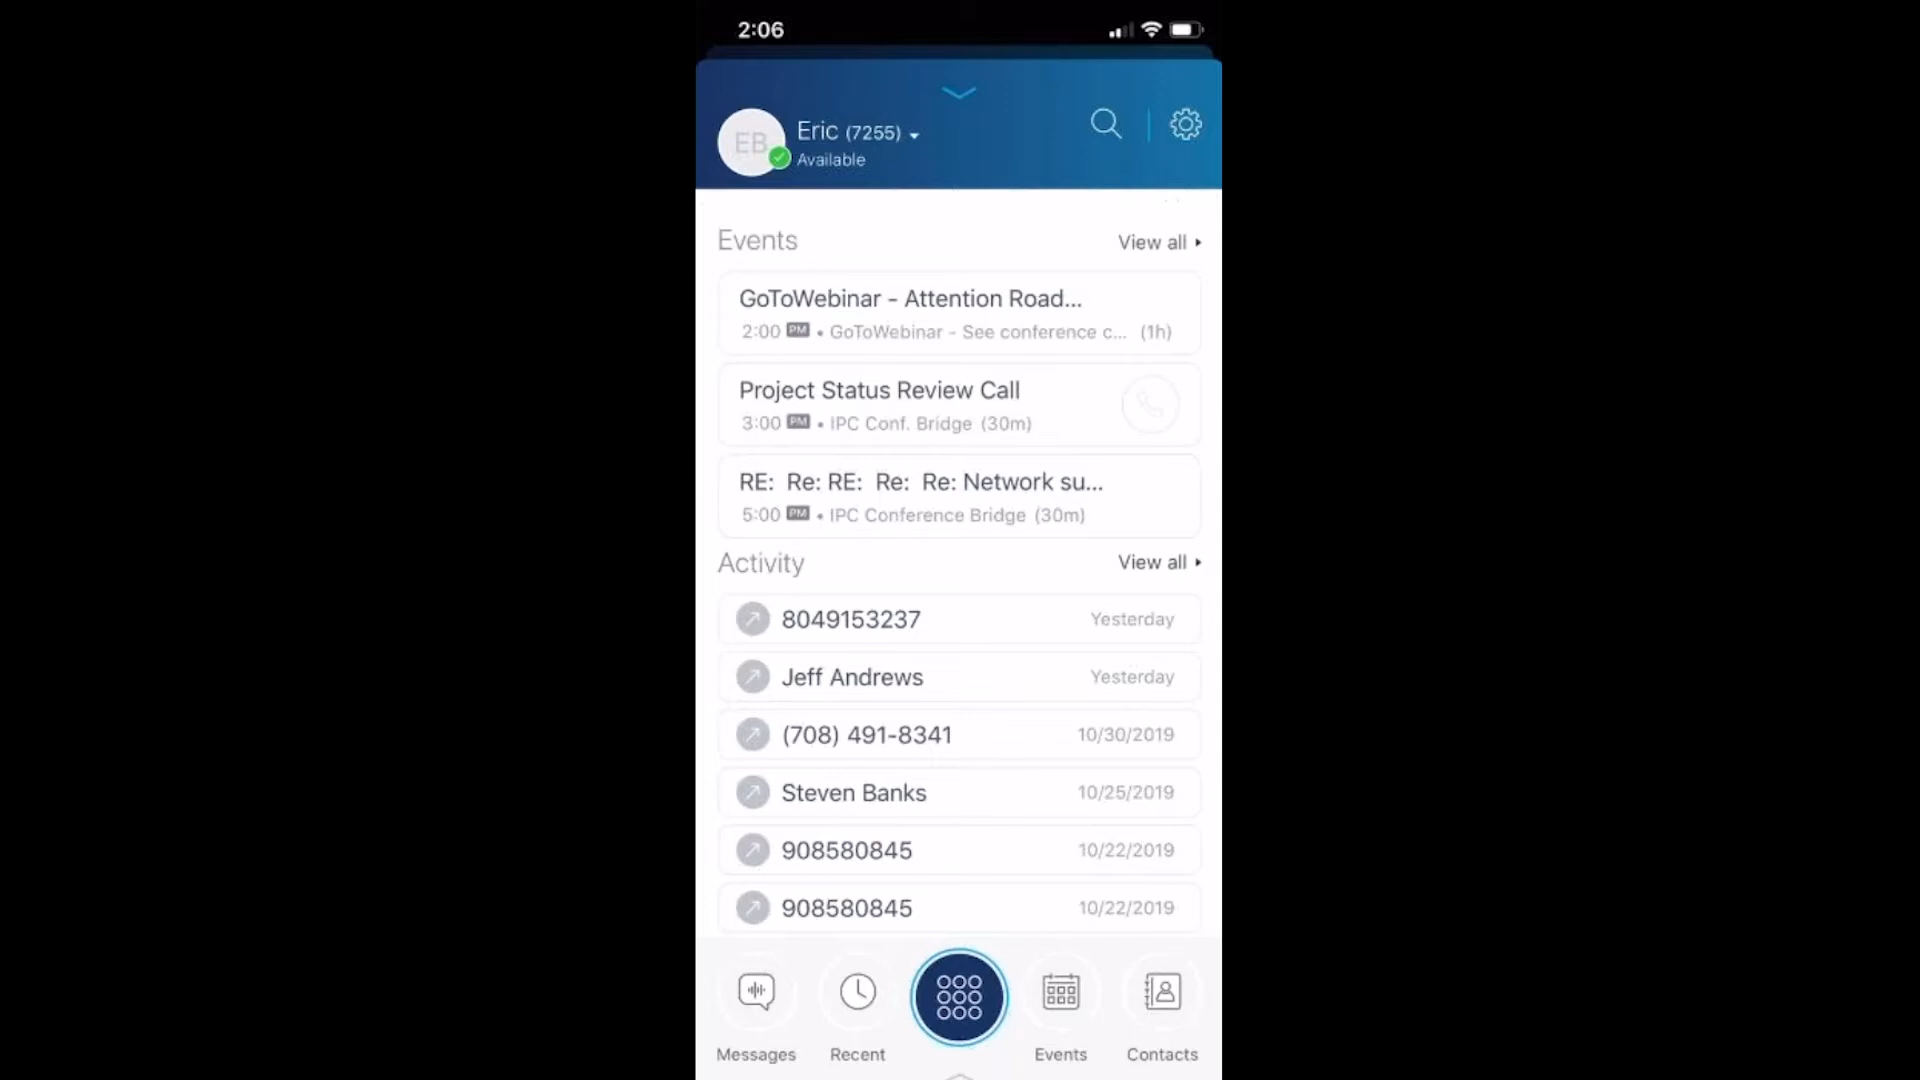 2:06
EB
Eric (7255)
Available
Events
View all
GoToWebinar - Attention Road...
2:00 PM • GoToWebinar - See conference c... (1h)
Project Status Review Call
3:00 PM • IPC Conf. Bridge (30m)
RE: Re: RE: Re: Re: Network su...
5:00 PM • IPC Conference Bridge (30m)
Activity
View all
8049153237
Yesterday
Jeff Andrews
Yesterday
(708) 491-8341
10/30/2019
Steven Banks
10/25/2019
908580845
10/22/2019
908580845
10/22/2019
Messages
Recent
Events
Contacts